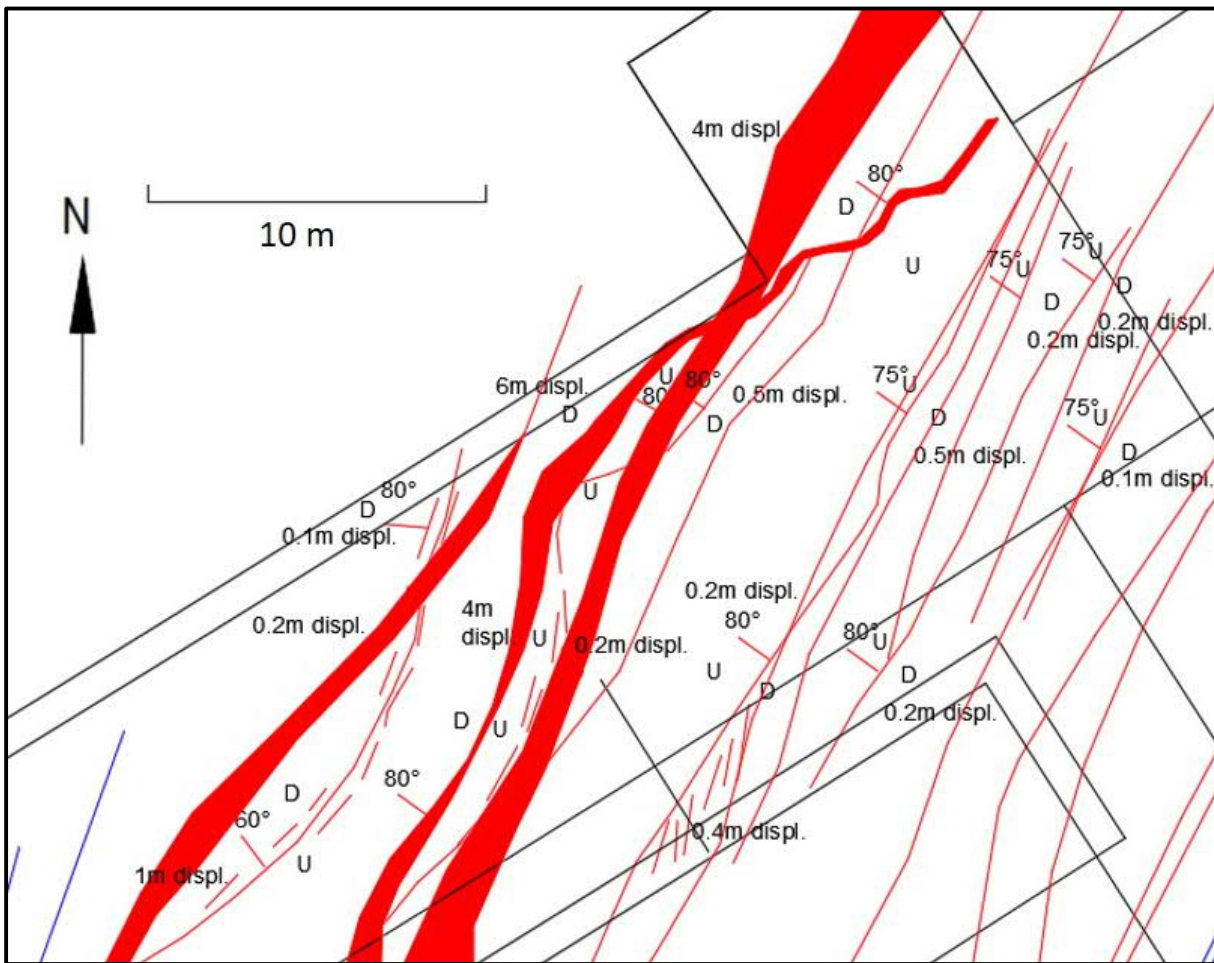 4m displ.
80°
D
N
10 m
U
75°
U
75°
U
D
D
0.2m displ.
0.2m displ.
6m displ.
D
U
80
80°
0.5m displ.
D
75°
U
D
75°
U
D
0.5m displ.
0.1m displ.
80°
D
0.1m displ.
U
0.2m displ.
4m
displ.
U
0.2m displ.
0.2m displ.
80°
U
D
80°
U
D
0.2m displ.
D
U
80°
D
60°
U
1m displ.
0.4m displ.